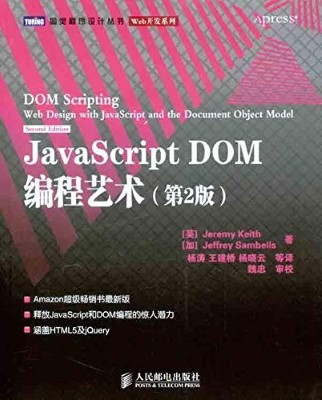 TURING 图灵程序设计丛书 Web开发系列
Apress®
DOM Scripting
Web Design with JavaScript and the Document Object Model
Second Edition
JavaScript DOM
编程艺术(第2版)
[英] Jeremy Keith
[加] Jeffrey Sambells 著
杨涛 王建桥 杨晓云 等译
魏忠 审校
Amazon超级畅销书最新版
释放JavaScript和DOM编程的惊人潜力
涵盖HTML5及jQuery
人民邮电出版社
POSTS & TELECOM PRESS